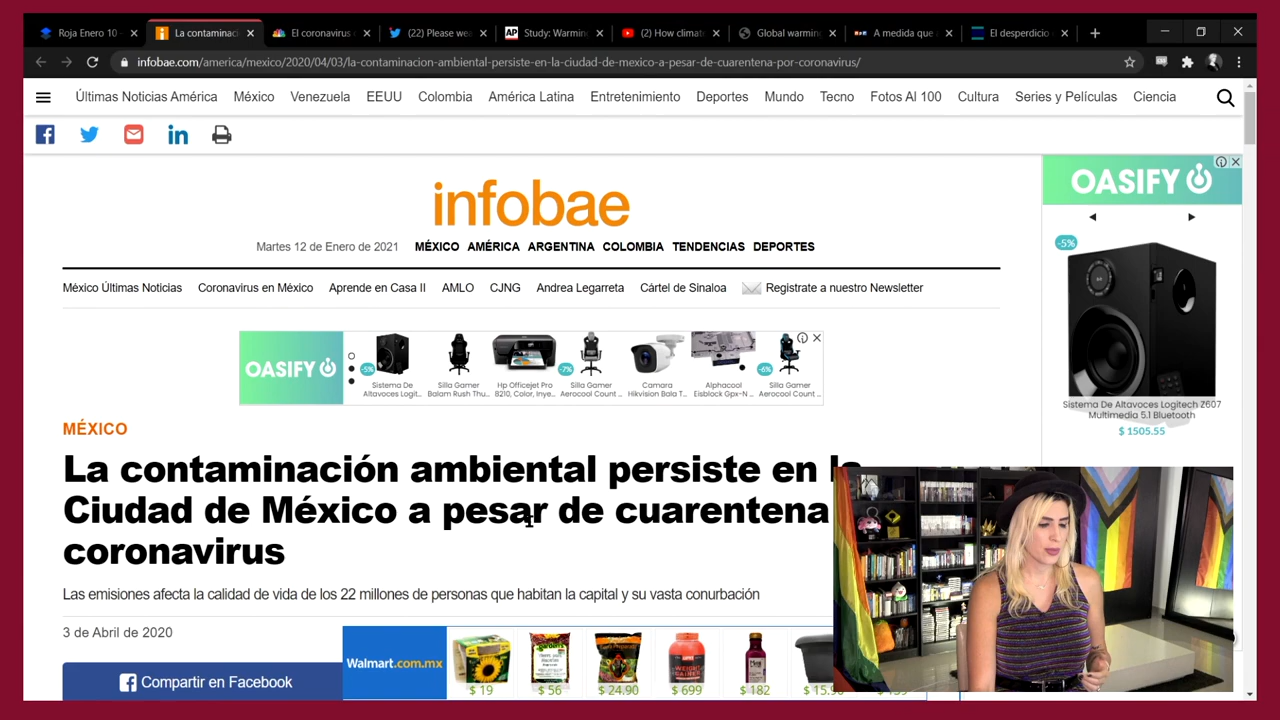 Roja Enero 10 -
La contaminaci
El coronavirus
(22) Please wea
Study: Warmin
(2) How climat
Global warmin
A medida que
El desperdicio
infobae.com/america/mexico/2020/04/03/la-contaminacion-ambiental-persiste-en-la-ciudad-de-mexico-a-pesar-de-cuarentena-por-coronavirus/
Últimas Noticias América México Venezuela EEUU Colombia América Latina Entretenimiento Deportes Mundo Tecno Fotos Al 100 Cultura Series y Películas Ciencia
OASIFY
infobae
Martes 12 de Enero de 2021 MÉXICO AMÉRICA ARGENTINA COLOMBIA TENDENCIAS DEPORTES
-5%
México Últimas Noticias Coronavirus en México Aprende en Casa II AMLO CJNG Andrea Legarreta Cártel de Sinaloa Registrate a nuestro Newsletter
OASIFY
-5% -7% -6%
Sistema De Altavoces Logit...
Silla Gamer Balam Rush Thu...
Hp Officejet Pro 8210, Color, Inye...
Silla Gamer Aerocool Count ...
Camara Hikvision Bala T...
Alphacool Eisblock Gpx-N ...
Silla Gamer Aerocool Count ...
Sistema De Altavoces Logitech Z607
Multimedia 5.1 Bluetooth
$ 1505.55
MÉXICO
La contaminación ambiental persiste en la
Ciudad de México a pesar de cuarentena
coronavirus
Las emisiones afecta la calidad de vida de los 22 millones de personas que habitan la capital y su vasta conurbación
3 de Abril de 2020
Walmart.com.mx
$ 19 $ 56 $ 24.90 $ 699 $ 182
Compartir en Facebook